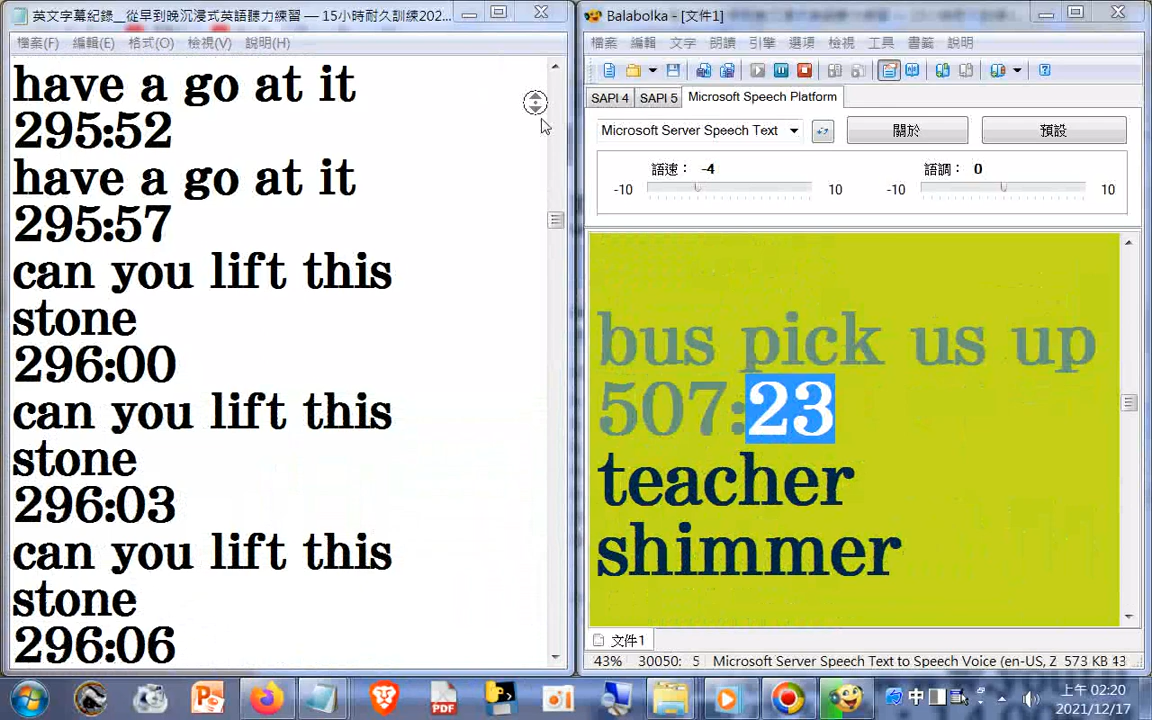 英文字幕紀錄__從早到晚沉浸式英語聽力練習 — 15小時耐久訓練202...
檔案(F) 編輯(E) 格式(O) 檢視(V) 說明(H)
have a go at it
295:52
have a go at it
295:57
can you lift this
stone
296:00
can you lift this
stone
296:03
can you lift this
stone
296:06
Balabolka - [文件1]
檔案 編輯 文字 朗讀 引擎 選項 檢視 工具 書籤 說明
SAPI 4 SAPI 5 Microsoft Speech Platform
Microsoft Server Speech Text 關於 預設
語速： -4 語調： 0
-10 10 -10 10
bus pick us up
507:23
teacher
shimmer
文件1
43% 30050: 5 Microsoft Server Speech Text to Speech Voice (en-US, Z 573 KB 43
PDF 中 上午 02:20
2021/12/17